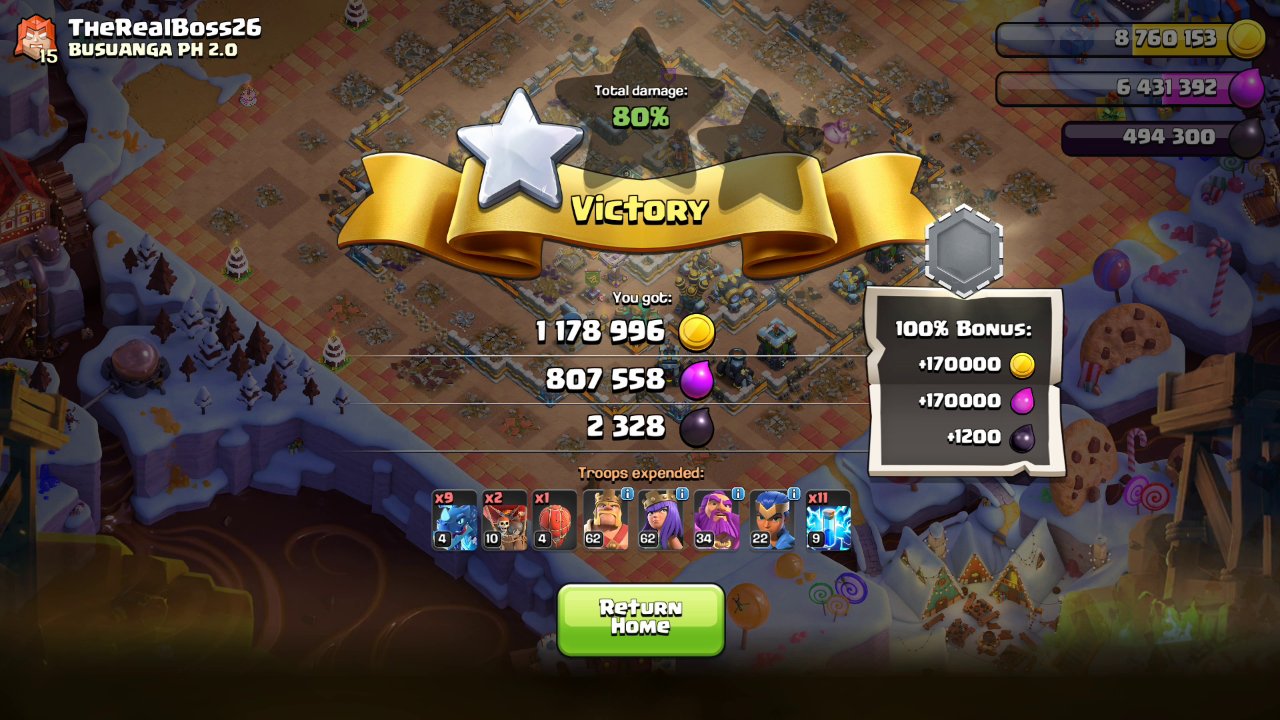 TheRealBoss26
15
BUSUANGA PH 2.0
8 760 153
6 431 392
494 300
Total damage:
80%
Victory
You got:
1 178 996
807 558
2 328
100% Bonus:
+170000
+170000
+1200
Troops expended:
x9 x2 x1 x11
4 10 4 62 62 34 22 9
Return
Home